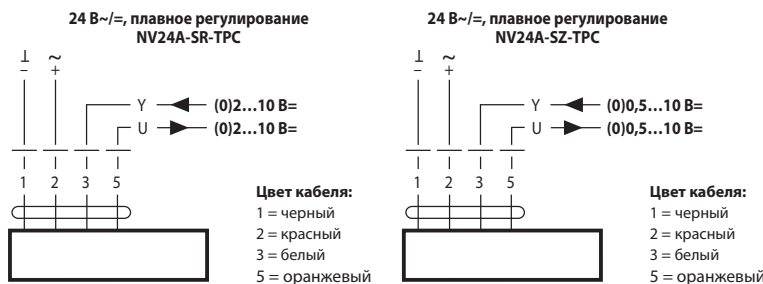 24 В~/=, плавное регулирование
NV24A-SR-TPC
⊥ ~
– +
Y (0)2…10 В=
U (0)2…10 В=
1 2 3 5
Цвет кабеля:
1 = черный
2 = красный
3 = белый
5 = оранжевый
24 В~/=, плавное регулирование
NV24A-SZ-TPC
⊥ ~
– +
Y (0)0,5…10 В=
U (0)0,5…10 В=
1 2 3 5
Цвет кабеля:
1 = черный
2 = красный
3 = белый
5 = оранжевый